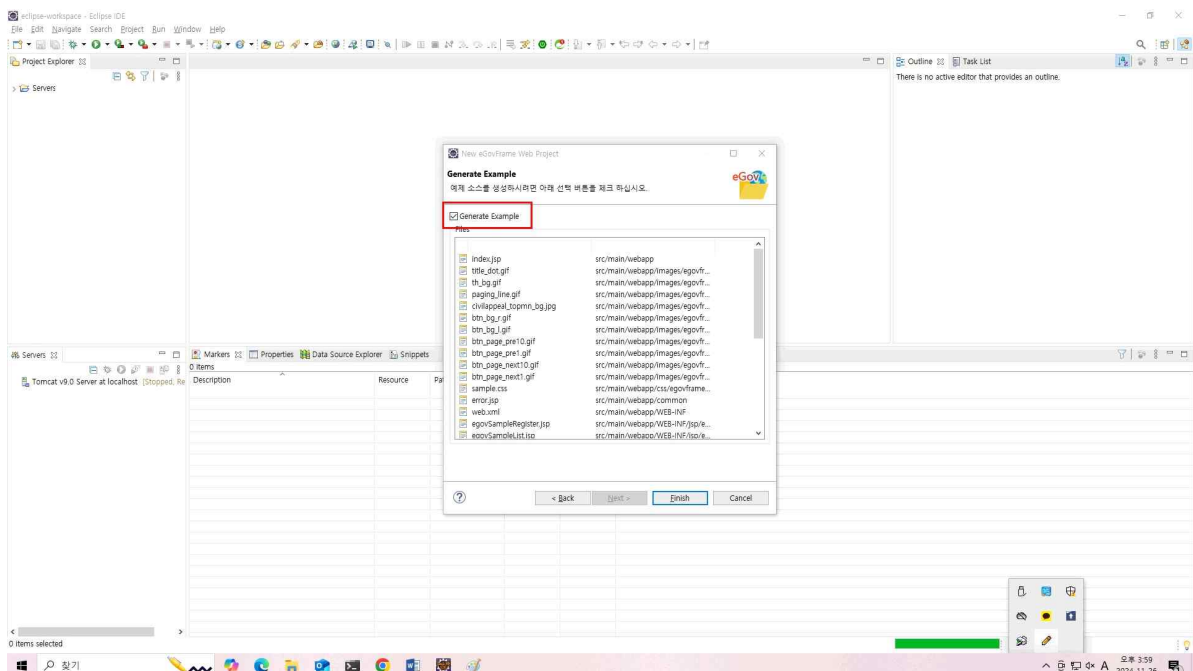 eclipse-workspace - Eclipse IDE
File Edit Navigate Search Project Run Window Help
Project Explorer
Outline Task List
There is no active editor that provides an outline.
Servers
New eGovFrame Web Project
Generate Example
eGov
예제 소스를 생성하시려면 아래 선택 버튼를 체크 하십시오.
Generate Example
Files
index.jsp src/main/webapp
title_dot.gif src/main/webapp/images/egovfr...
th_bg.gif src/main/webapp/images/egovfr...
paging_line.gif src/main/webapp/images/egovfr...
civilappeal_topmn_bg.jpg src/main/webapp/images/egovfr...
btn_bg_r.gif src/main/webapp/images/egovfr...
btn_bg_l.gif src/main/webapp/images/egovfr...
btn_page_pre10.gif src/main/webapp/images/egovfr...
btn_page_pre1.gif src/main/webapp/images/egovfr...
btn_page_next10.gif src/main/webapp/images/egovfr...
btn_page_next1.gif src/main/webapp/images/egovfr...
sample.css src/main/webapp/css/egovframe...
error.jsp src/main/webapp/common
web.xml src/main/webapp/WEB-INF
egovSampleRegister.jsp src/main/webapp/WEB-INF/jsp/e...
egovSampleList.jsp src/main/webapp/WEB-INF/jsp/e...
< Back Next > Finish Cancel
Servers
Markers Properties Data Source Explorer Snippets
0 items
Tomcat v9.0 Server at localhost [Stopped, Re
Description Resource Pa
0 items selected
찾기
A 오후 3:59
2024-11-26